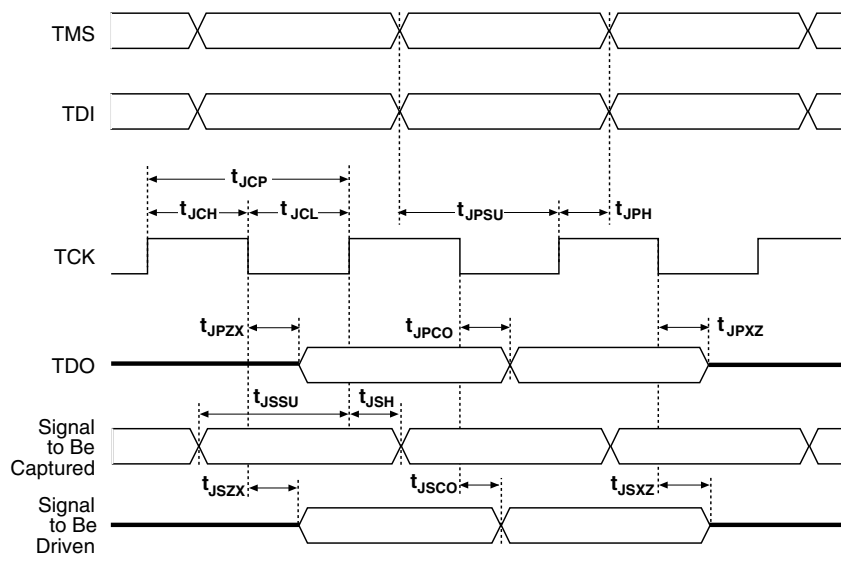 TMS
TDI
tJCP
tJCH
tJCL
tJPSU
tJPH
TCK
tJPZX
tJPCO
tJPXZ
TDO
tJSSU
tJSH
Signal
to Be
Captured
tJSZX
tJSCO
tJSXZ
Signal
to Be
Driven